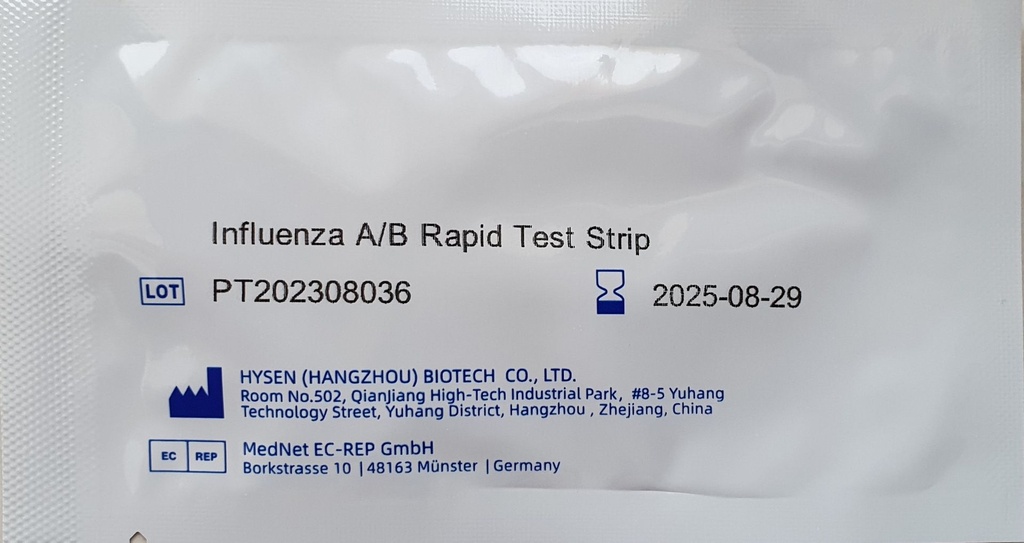 Influenza A/B Rapid Test Strip
LOT PT202308036 2025-08-29
HYSEN (HANGZHOU) BIOTECH CO., LTD.
Room No.502, QianJiang High-Tech Industrial Park, #8-5 Yuhang
Technology Street, Yuhang District, Hangzhou , Zhejiang, China
EC REP MedNet EC-REP GmbH
Borkstrasse 10 | 48163 Münster | Germany